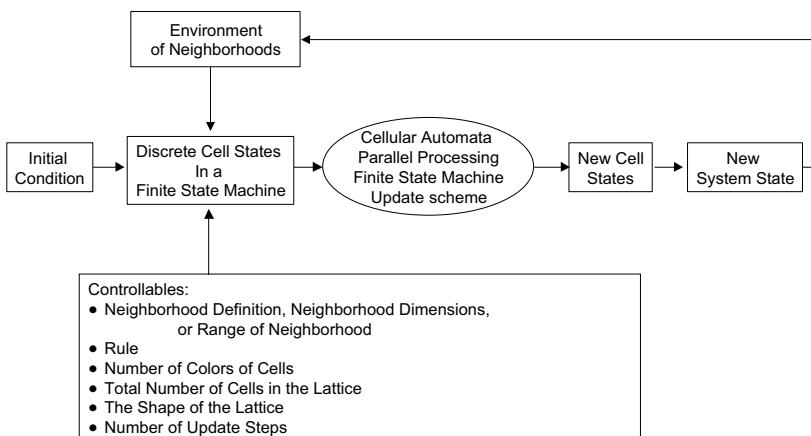 Environment
of Neighborhoods
Initial
Condition
Discrete Cell States
In a
Finite State Machine
Cellular Automata
Parallel Processing
Finite State Machine
Update scheme
New Cell
States
New
System State
Controllables:
● Neighborhood Definition, Neighborhood Dimensions,
or Range of Neighborhood
● Rule
● Number of Colors of Cells
● Total Number of Cells in the Lattice
● The Shape of the Lattice
● Number of Update Steps